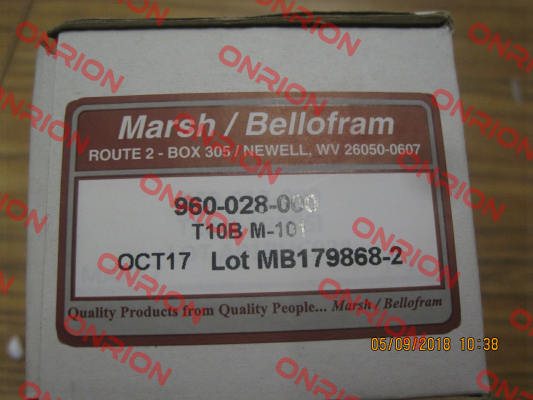 Marsh / Bellofram
ROUTE 2 - BOX 305 / NEWELL, WV 26050-0607
960-028-000
T10B M-101
OCT17 Lot MB179868-2
Quality Products from Quality People... Marsh / Bellofram
05/09/2018 10:38
ONRION